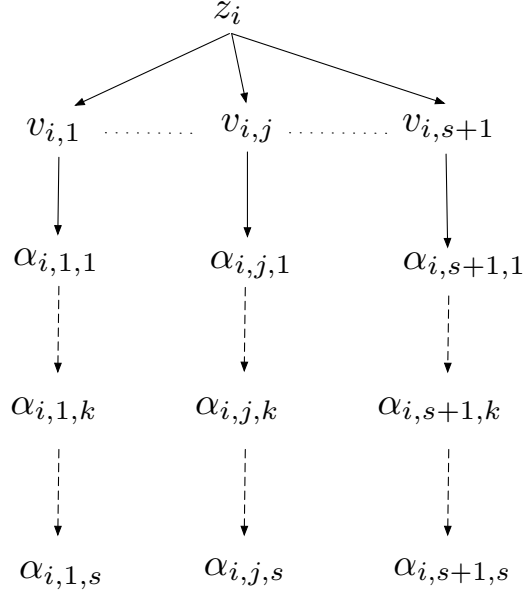 z_i
v_{i,1} ......... v_{i,j} .......... v_{i,s+1}
α_{i,1,1} α_{i,j,1} α_{i,s+1,1}
α_{i,1,k} α_{i,j,k} α_{i,s+1,k}
α_{i,1,s} α_{i,j,s} α_{i,s+1,s}